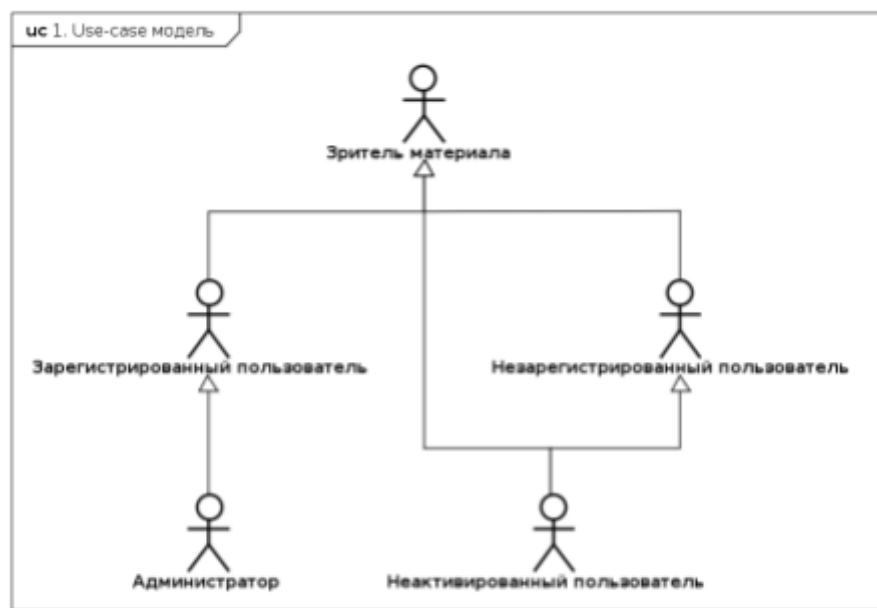 uc 1. Use-case модель
Зритель материала
Зарегистрированный пользователь
Незарегистрированный пользователь
Администратор
Неактивированный пользователь